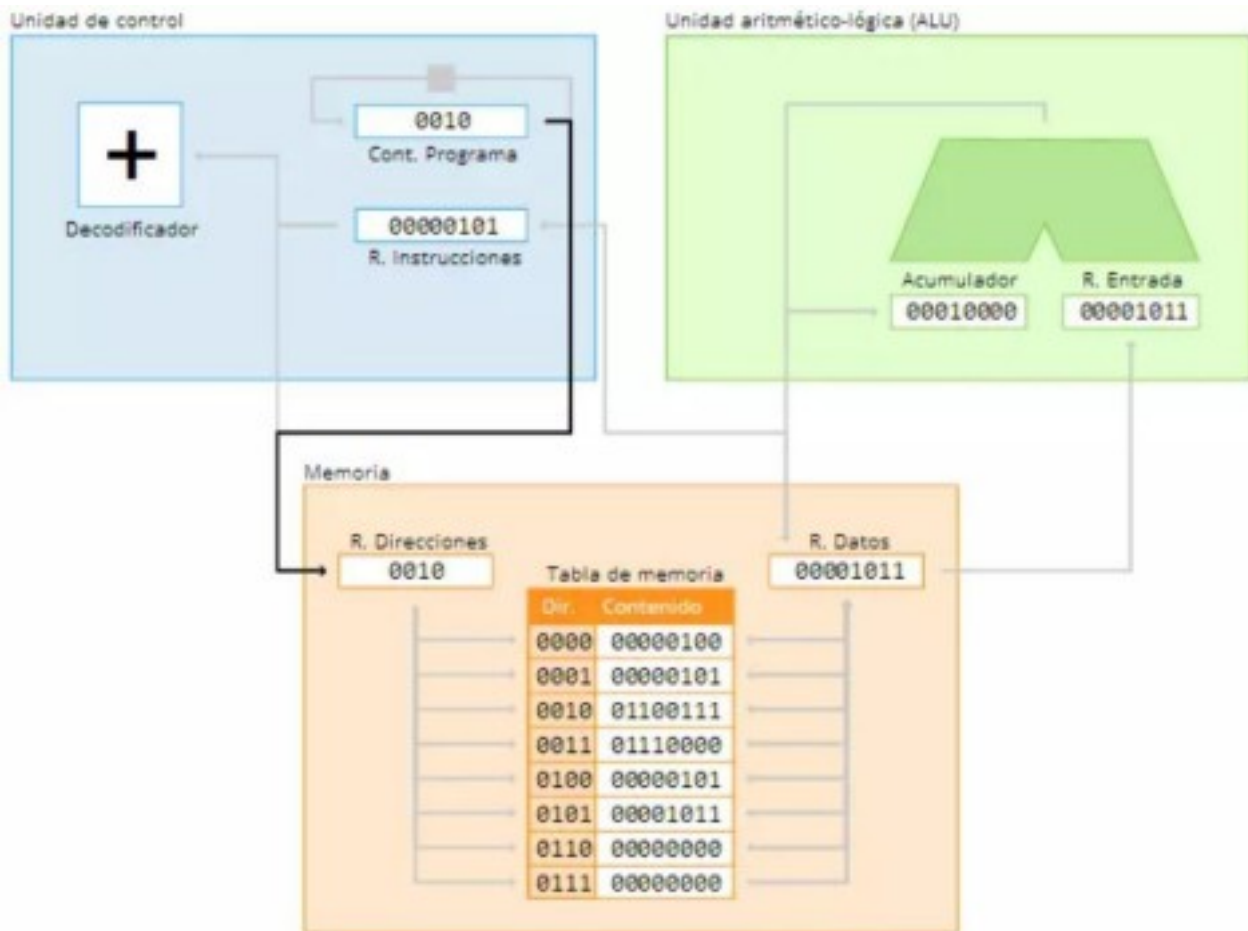 Unidad de control
0010
Cont. Programa
+
Decodificador
00000101
R. Instrucciones
Unidad aritmético-lógica (ALU)
Acumulador
00010000
R. Entrada
00001011
Memoria
R. Direcciones
0010
Tabla de memoria
R. Datos
00001011
Dir. Contenido
0000 00000100
0001 00000101
0010 01100111
0011 01110000
0100 00000101
0101 00001011
0110 00000000
0111 00000000